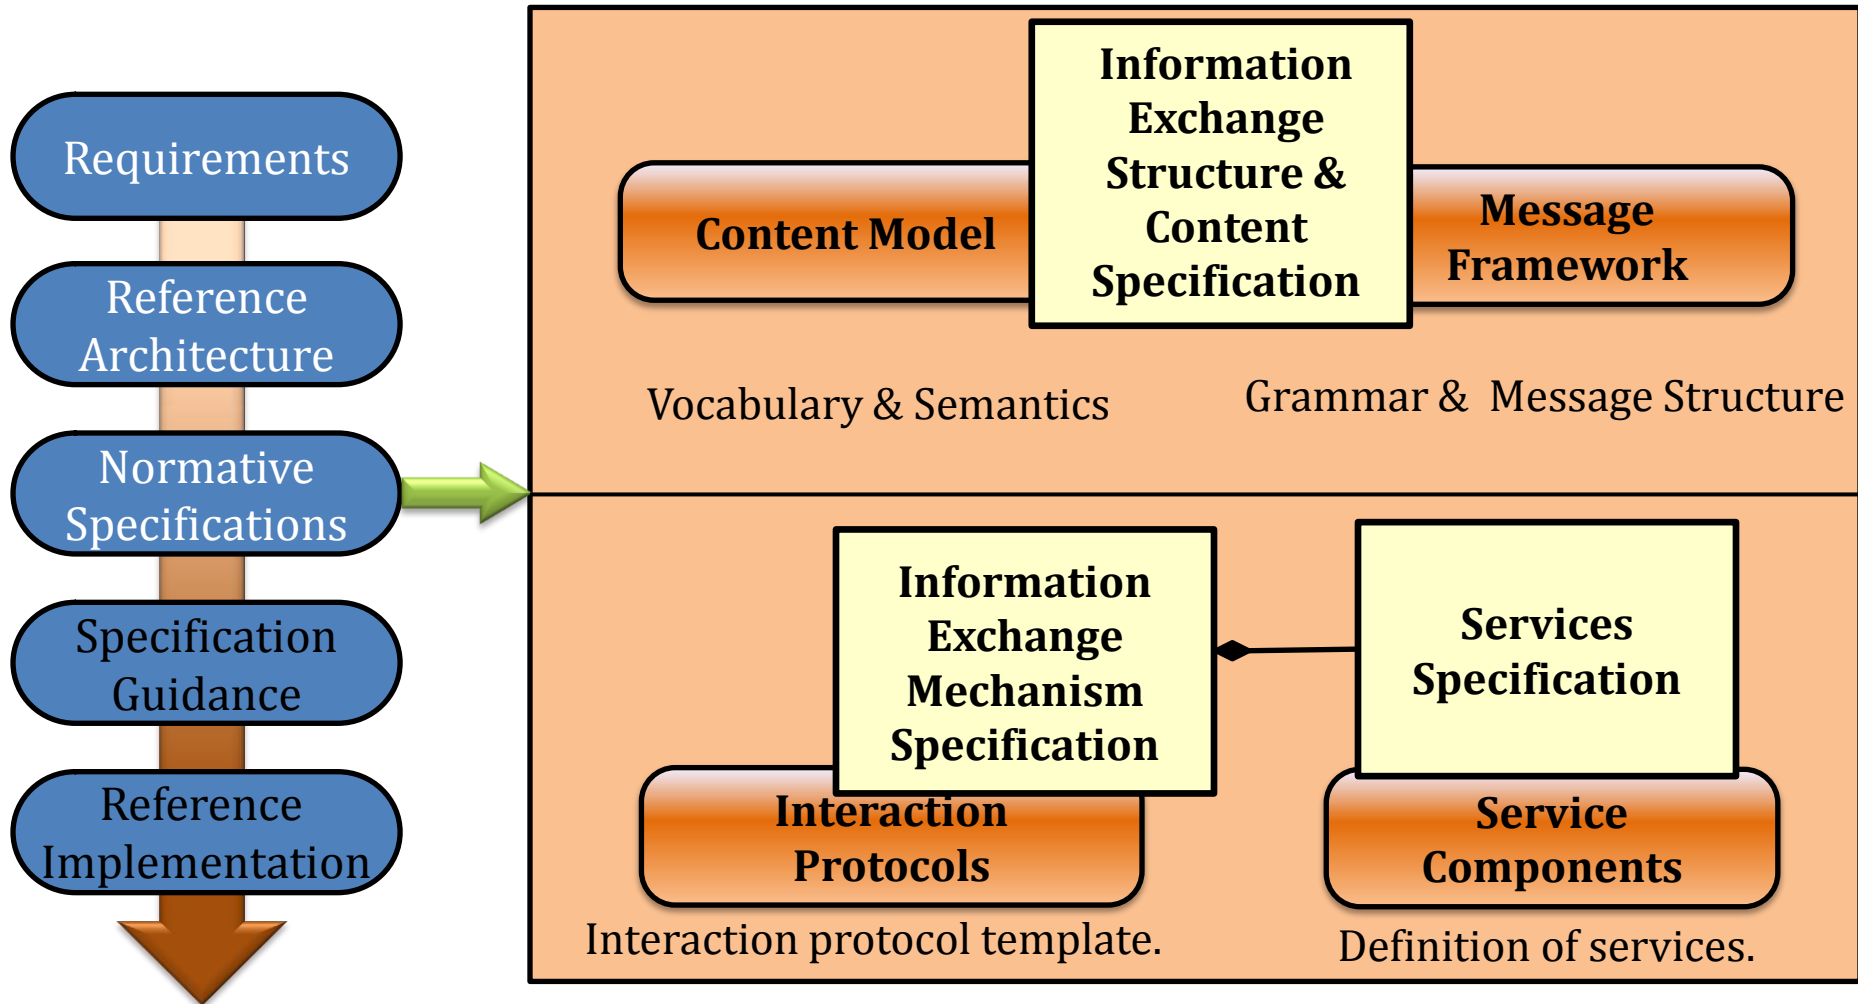 Requirements
Reference
Architecture
Normative
Specifications
Specification
Guidance
Reference
Implementation
Information
Exchange
Structure &
Content
Specification
Content Model
Message
Framework
Vocabulary & Semantics
Grammar &  Message Structure
Information
Exchange
Mechanism
Specification
Services
Specification
Interaction
Protocols
Service
Components
Interaction protocol template.
Definition of services.